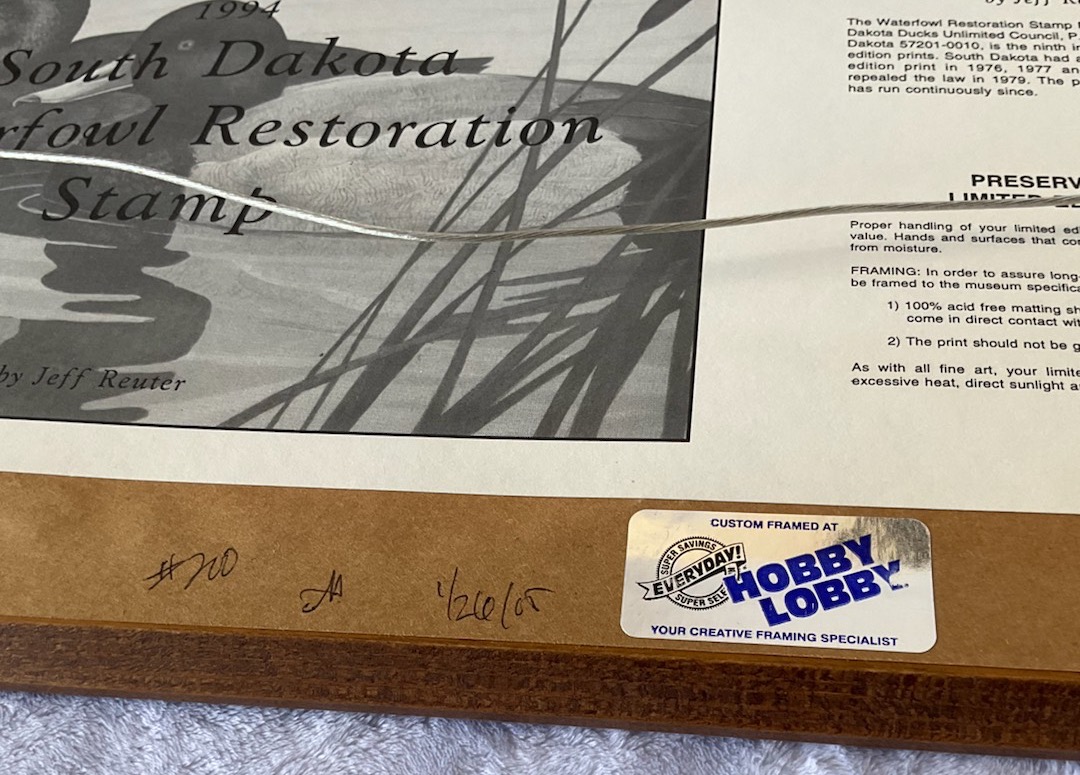 1994
South Dakota
rfowl Restoration
Stamp
by Jeff Reuter
by Jeff
The Waterfowl Restoration Stamp
Dakota Ducks Unlimited Council, P.
Dakota 57201-0010, is the ninth in
edition prints. South Dakota had a
edition print in 1976, 1977 an
repealed the law in 1979. The p
has run continuously since.
PRESERV
LIMITED
Proper handling of your limited ed
value. Hands and surfaces that con
from moisture.
FRAMING: In order to assure long-
be framed to the museum specifica
1) 100% acid free matting sh
come in direct contact wit
2) The print should not be g
As with all fine art, your limite
excessive heat, direct sunlight a
#200
1/26/05
CUSTOM FRAMED AT
SUPER SAVINGS
EVERYDAY!
SUPER SELE
HOBBY
LOBBY
YOUR CREATIVE FRAMING SPECIALIST